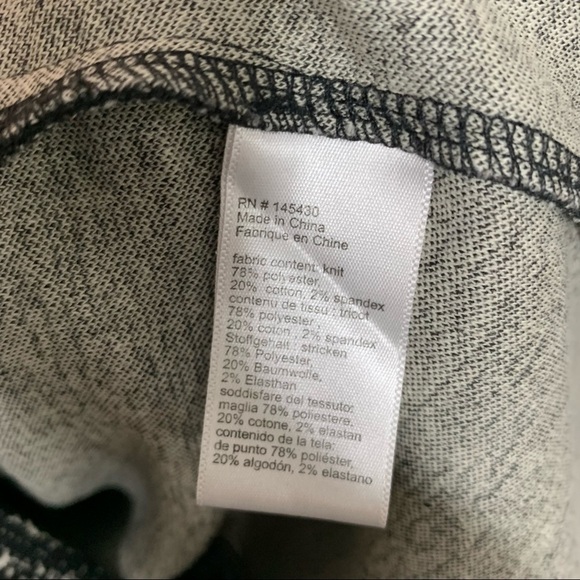 RN # 145430
Made in China
Fabriqué en Chine
fabric content: knit
78% polyester,
20% cotton, 2% spandex
contenu de tissu : tricot
78% polyester ,
20% coton , 2% spandex
Stoffgehalt : stricken
78% Polyester,
20% Baumwolle,
2% Elasthan
soddisfare del tessuto:
maglia 78% poliestere,
20% cotone, 2% elastan
contenido de la tela:
de punto 78% poliéster,
20% algodón, 2% elastano